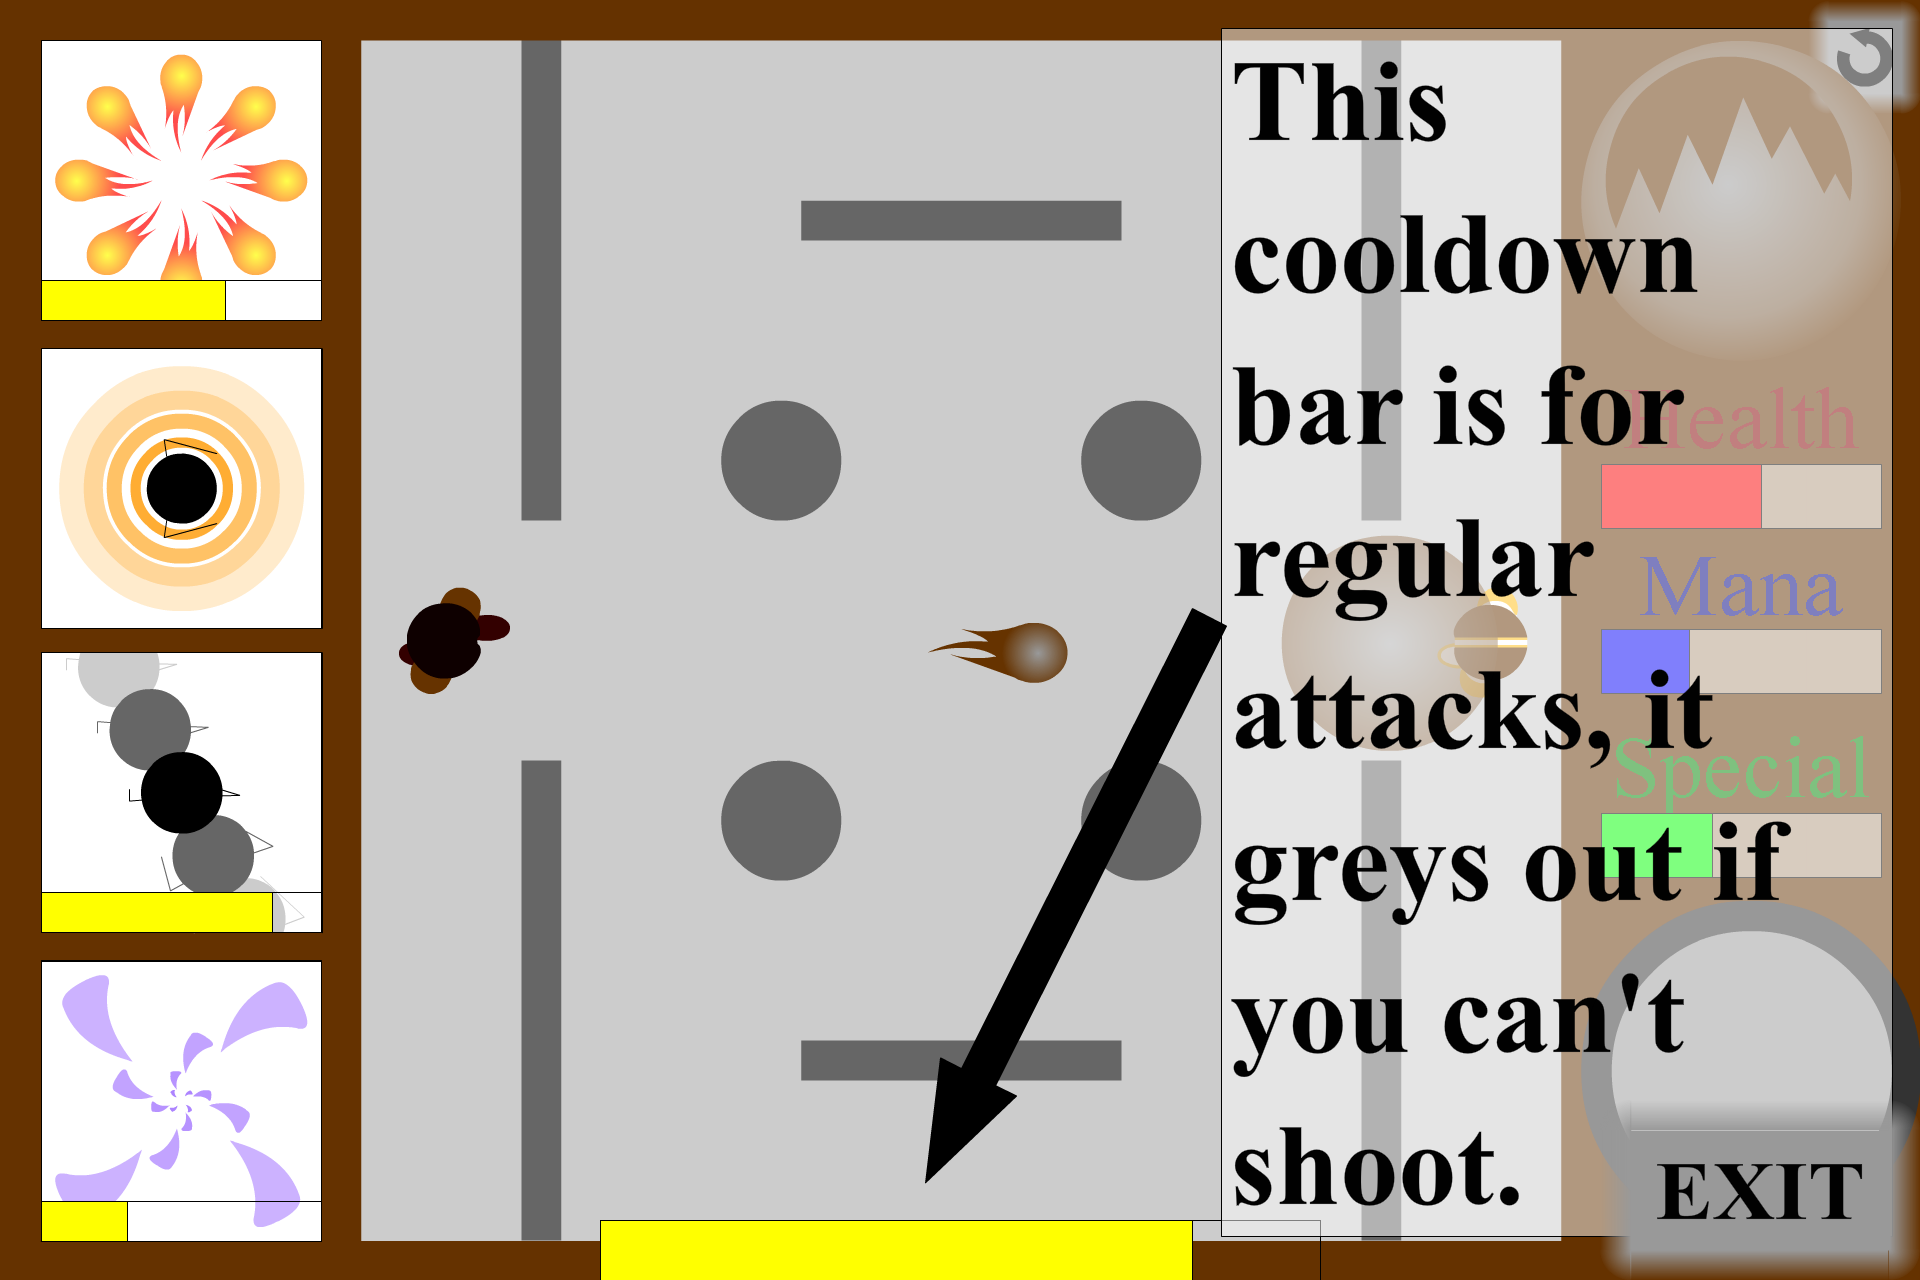 This
cooldown
bar is for
regular
attacks, it
greys out if
you can't
shoot.
Health
Mana
Special
EXIT